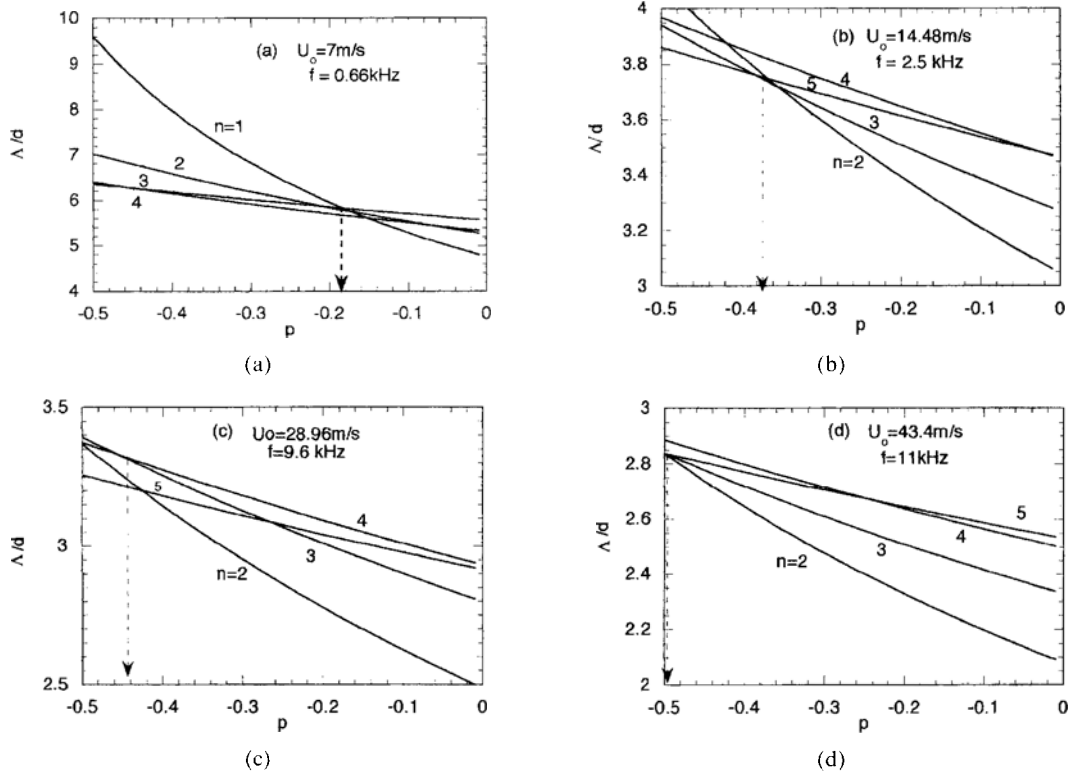 10
9
8
7
6
5
4
Λ/d
(a)
U_o=7m/s
f = 0.66kHz
n=1
2
3
4
-0.5 -0.4 -0.3 -0.2 -0.1 0
p
(a)
4
3.8
3.6
3.4
3.2
3
Λ/d
(b)
U_o=14.48m/s
f = 2.5 kHz
4
5
3
n=2
-0.5 -0.4 -0.3 -0.2 -0.1 0
p
(b)
3.5
3
2.5
Λ/d
(c)
Uo=28.96m/s
f=9.6 kHz
5
4
3
n=2
-0.5 -0.4 -0.3 -0.2 -0.1 0
p
(c)
3
2.8
2.6
2.4
2.2
2
Λ/d
(d)
U_o=43.4m/s
f=11kHz
5
4
3
n=2
-0.5 -0.4 -0.3 -0.2 -0.1 0
p
(d)